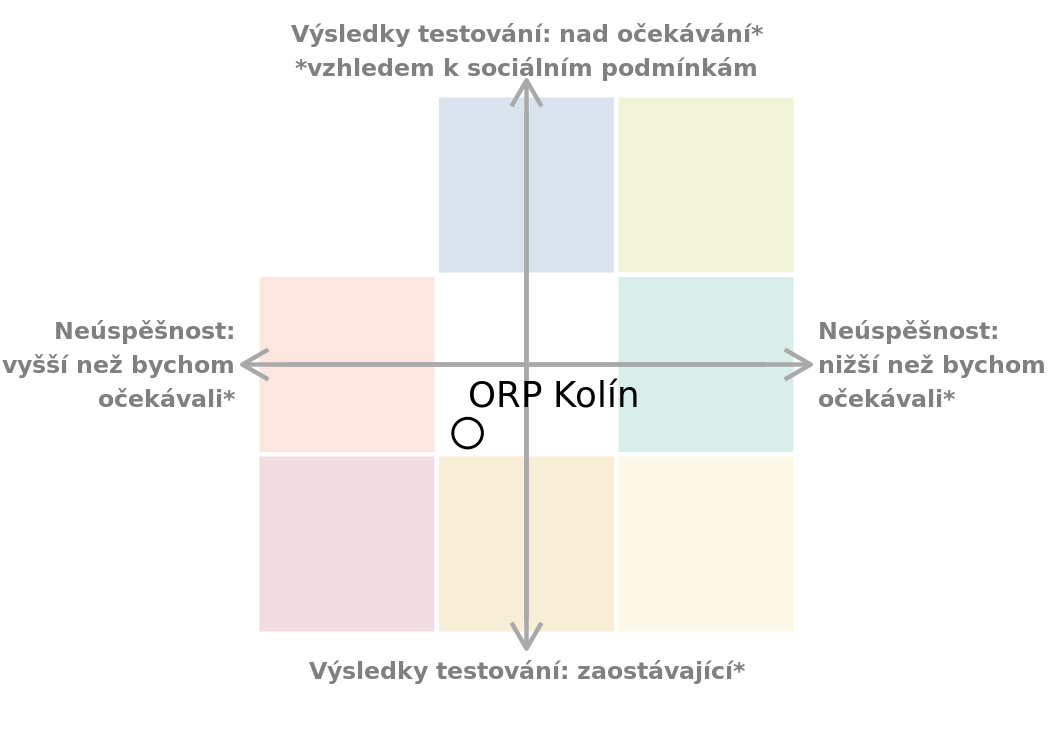 Výsledky testování: nad očekávání*
*vzhledem k sociálním podmínkám
Neúspěšnost:
vyšší než bychom
očekávali*
Neúspěšnost:
nižší než bychom
očekávali*
ORP Kolín
Výsledky testování: zaostávající*